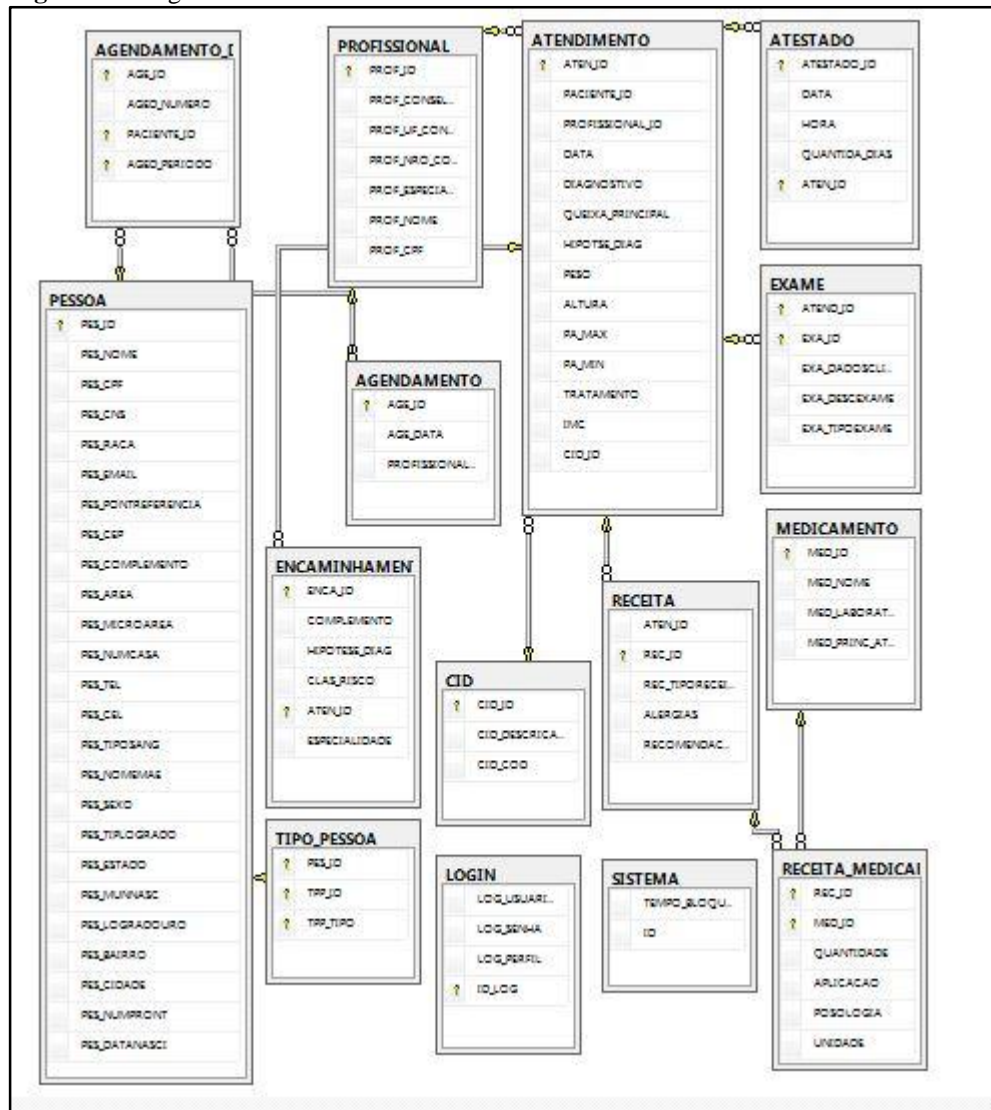 AGENDAMENTO_D
AGE_ID
AGED_NUMERO
PACIENTE_ID
AGED_PERIODO
PROFISSIONAL
PROF_ID
PROF_CONSEL..
PROF_UF_CON..
PROF_NRO_CO..
PROF_ESPECIA..
PROF_NOME
PROF_CPF
ATENDIMENTO
ATEN_ID
PACIENTE_ID
PROFISSIONAL_ID
DATA
DIAGNOSTIVO
QUEIXA_PRINCIPAL
HIPOTSE_DIAG
PESO
ALTURA
PA_MAX
PA_MIN
TRATAMENTO
IMC
CID_ID
ATESTADO
ATESTADO_ID
DATA
HORA
QUANTIDA_DIAS
ATEN_ID
PESSOA
PES_ID
PES_NOME
PES_CPF
PES_CNS
PES_RACA
PES_EMAIL
PES_PONTREFERENCIA
PES_CEP
PES_COMPLEMENTO
PES_AREA
PES_MICROAREA
PES_NUMCASA
PES_TEL
PES_CEL
PES_TIPOSANG
PES_NOMEMAE
PES_SEXO
PES_TIPLOGRADO
PES_ESTADO
PES_MUNNASC
PES_LOGRADOURO
PES_BAIRRO
PES_CIDADE
PES_NUMPRONT
PES_DATANASCI
AGENDAMENTO
AGE_ID
AGE_DATA
PROFISSIONAL..
EXAME
ATEND_ID
EXA_ID
EXA_DADOSCLI..
EXA_DESCEXAME
EXA_TIPOEXAME
ENCAMINHAMEN
ENCA_ID
COMPLEMENTO
HIPOTESE_DIAG
CLAS_RISCO
ATEN_ID
ESPECIALIDADE
CID
CID_ID
CID_DESCRICA..
CID_COD
RECEITA
ATEN_ID
REC_ID
REC_TIPORECEI..
ALERGIAS
RECOMENDAC..
MEDICAMENTO
MED_ID
MED_NOME
MED_LABORAT..
MED_PRINC_AT..
TIPO_PESSOA
PES_ID
TPP_ID
TPP_TIPO
LOGIN
LOG_USUARI..
LOG_SENHA
LOG_PERFIL
ID_LOG
SISTEMA
TEMPO_BLOQU..
ID
RECEITA_MEDICAI
REC_ID
MED_ID
QUANTIDADE
APLICACAO
POSOLOGIA
UNIDADE